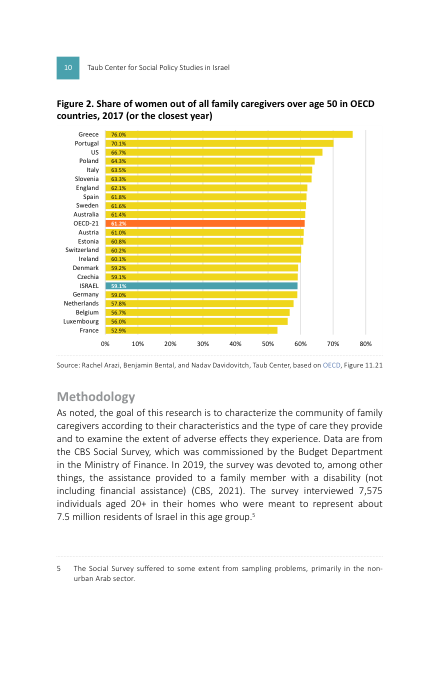 10
Taub Center for Social Policy Studies in Israel
Figure 2. Share of women out of all family caregivers over age 50 in OECD
countries, 2017 (or the closest year)
Greece 76.0%
Portugal 70.1%
US 66.7%
Poland 64.3%
Italy 63.5%
Slovenia 63.3%
England 62.1%
Spain 61.8%
Sweden 61.6%
Australia 61.4%
OECD-21 61.2%
Austria 61.0%
Estonia 60.8%
Switzerland 60.2%
Ireland 60.1%
Denmark 59.2%
Czechia 59.1%
ISRAEL 59.1%
Germany 59.0%
Netherlands 57.8%
Belgium 56.7%
Luxembourg 56.0%
France 52.9%
0% 10% 20% 30% 40% 50% 60% 70% 80%
Source: Rachel Arazi, Benjamin Bental, and Nadav Davidovitch, Taub Center, based on OECD, Figure 11.21
Methodology
As noted, the goal of this research is to characterize the community of family
caregivers according to their characteristics and the type of care they provide
and to examine the extent of adverse effects they experience. Data are from
the CBS Social Survey, which was commissioned by the Budget Department
in the Ministry of Finance. In 2019, the survey was devoted to, among other
things, the assistance provided to a family member with a disability (not
including financial assistance) (CBS, 2021). The survey interviewed 7,575
individuals aged 20+ in their homes who were meant to represent about
7.5 million residents of Israel in this age group.5
5 The Social Survey suffered to some extent from sampling problems, primarily in the non-
urban Arab sector.